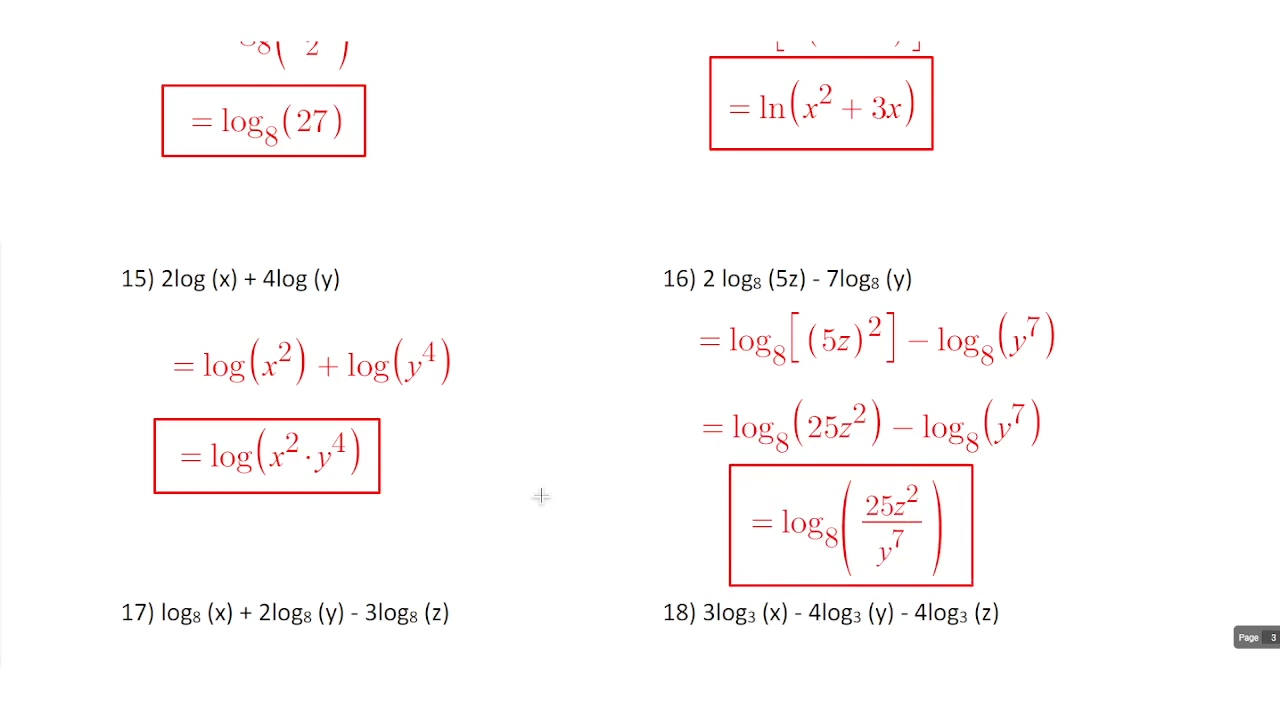 log₈( 2 )
= log₈(27)
= ln(x² + 3x)
15) 2log (x) + 4log (y)
= log(x²) + log(y⁴)
= log(x² · y⁴)
16) 2 log₈ (5z) - 7log₈ (y)
= log₈[(5z)²] − log₈(y⁷)
= log₈(25z²) − log₈(y⁷)
= log₈(25z²/y⁷)
17) log₈ (x) + 2log₈ (y) - 3log₈ (z)
18) 3log₃ (x) - 4log₃ (y) - 4log₃ (z)
Page 3